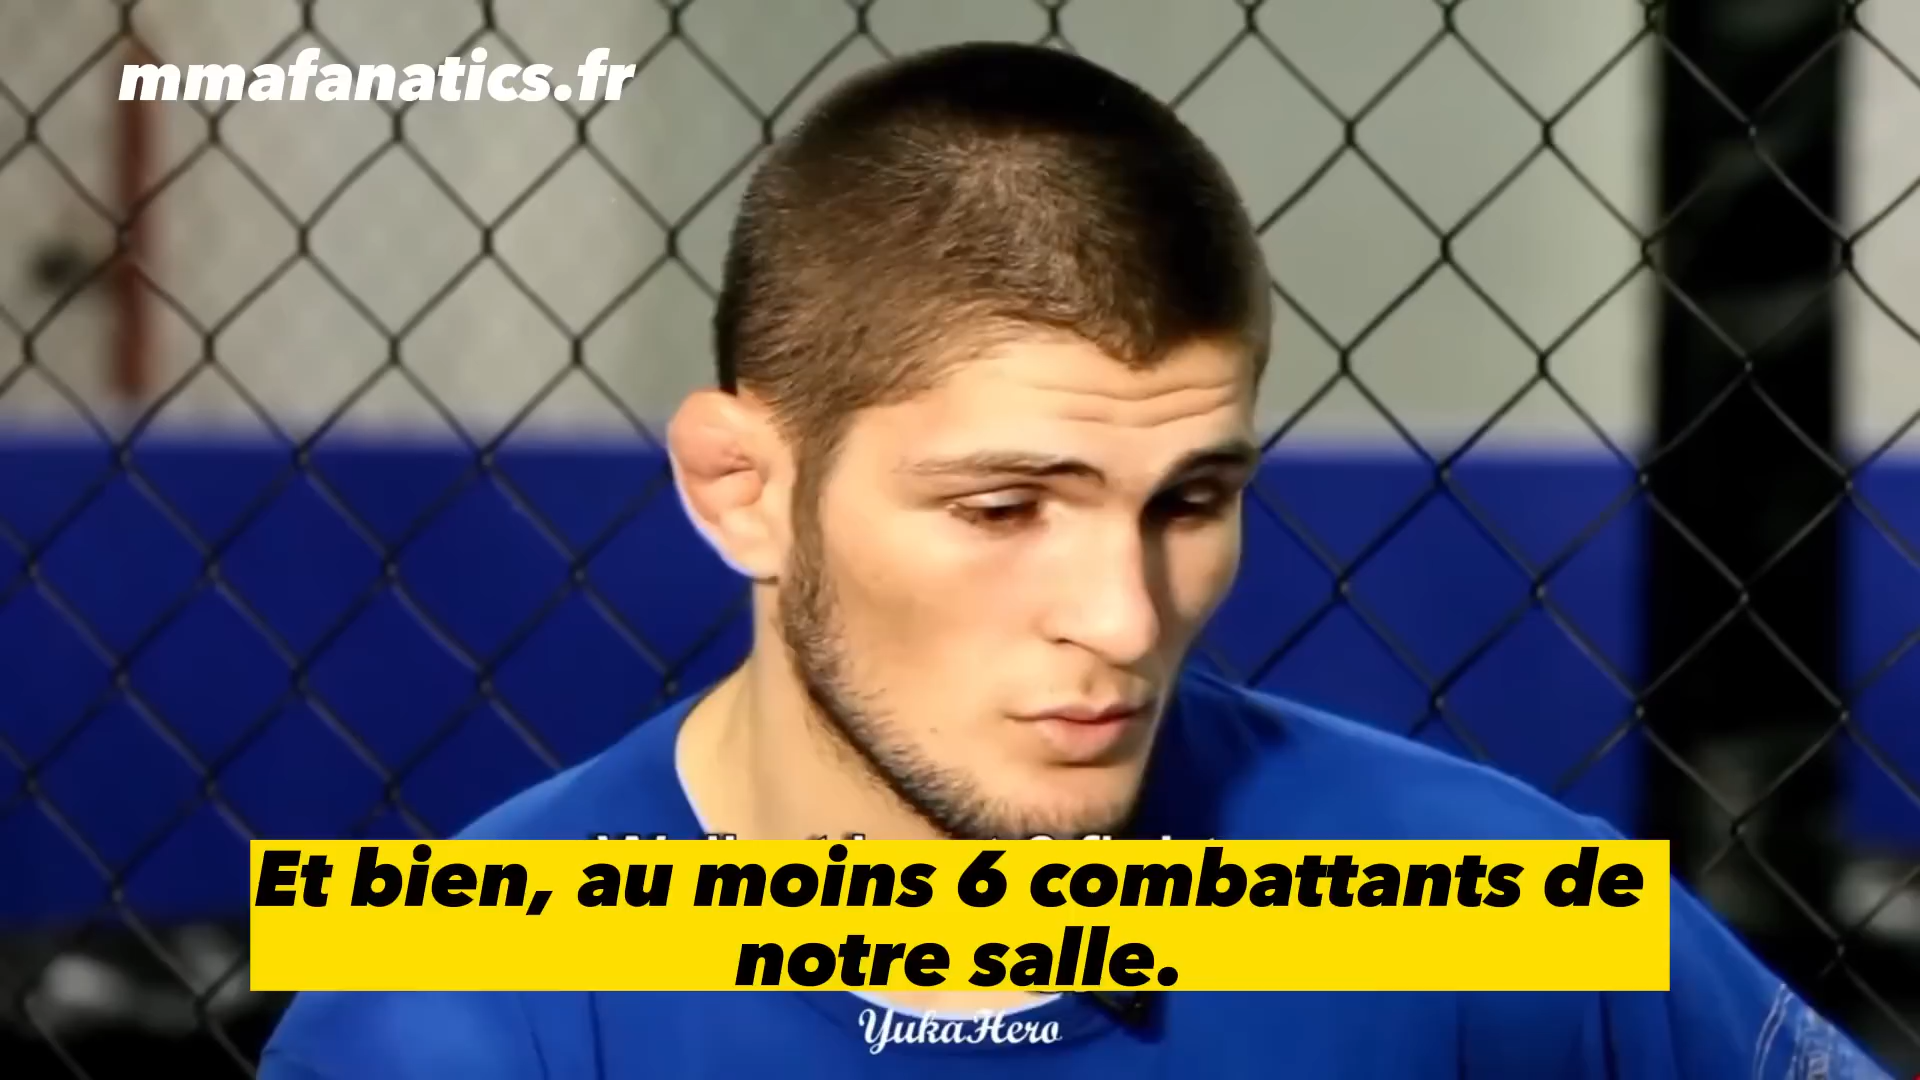 mmafanatics.fr
Et bien, au moins 6 combattants de
notre salle.
YukaHero